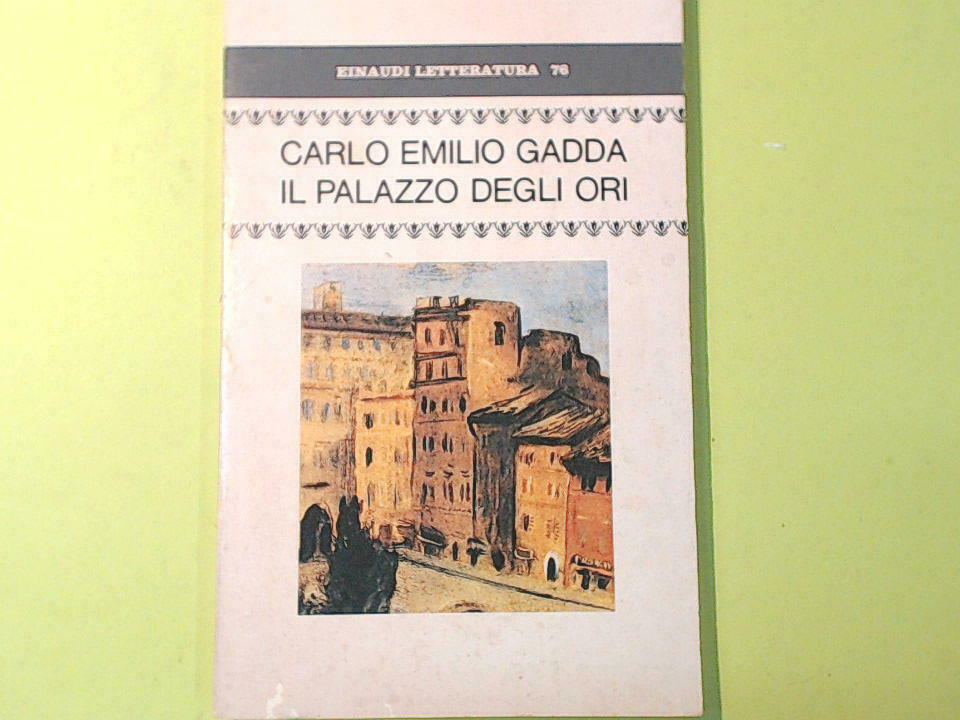 EINAUDI LETTERATURA 76
CARLO EMILIO GADDA
IL PALAZZO DEGLI ORI